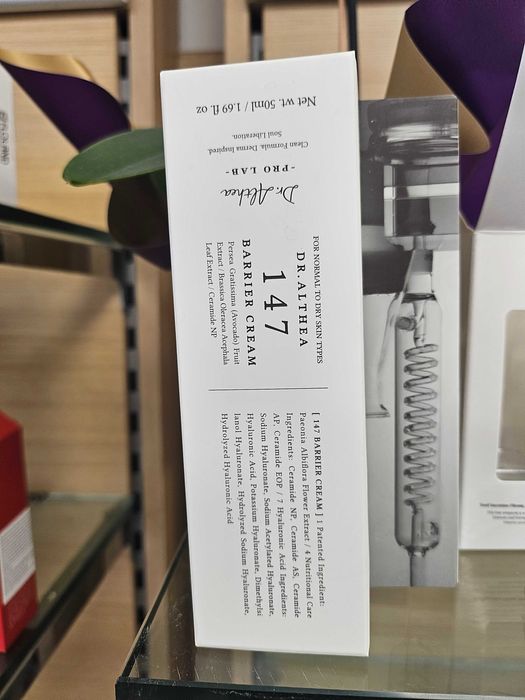 Net wt. 50ml / 1.69 fl. oz
Soul Liberation.
Clean Formula. Derma Inspired.
-PRO LAB-
Dr. Althea
FOR NORMAL TO DRY SKIN TYPES
DR.ALTHEA
147
BARRIER CREAM
Persea Gratissima (Avocado) Fruit
Extract / Brassica Oleracea Acephala
Leaf Extract / Ceramide NP
[ 147 BARRIER CREAM ] 1 Patented Ingredient:
Paeonia Albiflora Flower Extract / 4 Nutritional Care
Ingredients: Ceramide NP, Ceramide AS, Ceramide
AP, Ceramide EOP / 7 Hyaluronic Acid Ingredients:
Sodium Hyaluronate, Sodium Acetylated Hyaluronate,
Hyaluronic Acid, Potassium Hyaluronate, Dimethylsi
lanol Hyaluronate, Hydrolyzed Sodium Hyaluronate,
Hydrolyzed Hyaluronic Acid